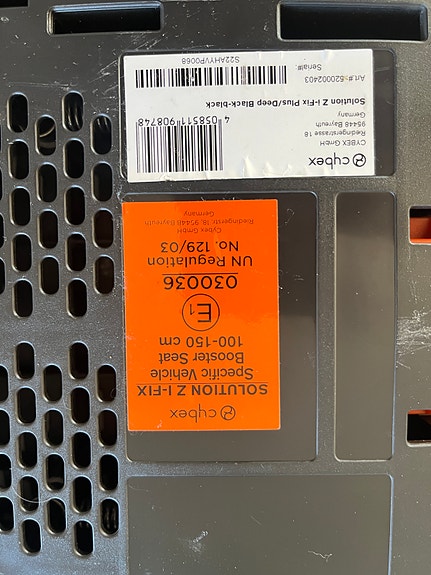 cybex
CYBEX GmbH
Riedingerstrasse 18
95448 Bayreuth
Germany
Solution Z i-Fix Plus/Deep Black-black
4 058511 908748
Art.#: 520002403
Serial#:
S22AHYVP0068
cybex
SOLUTION Z I-FIX
Specific Vehicle
Booster Seat
100-150 cm
E1
030036
UN Regulation
No. 129/03
Cybex GmbH
Riedingerstr. 18, 95448 Bayreuth
Germany